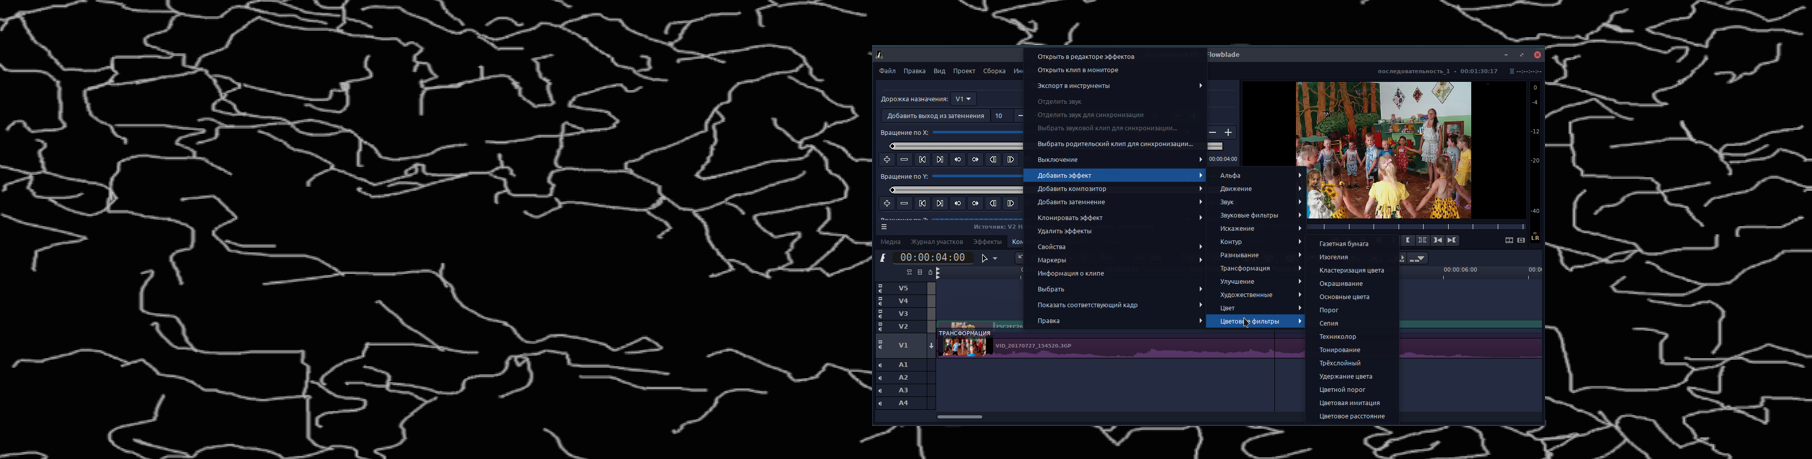 Flowblade
Файл Правка Вид Проект Сборка
последовательность_1 - 00:01:30:17
Дорожка назначения: V1
Добавить выход из затемнения 10
Вращение по X:
00:00:04:00
Вращение по Y:
Источник: V2
Медиа Журнал участков Эффекты
00:00:04:00
00:00:06:00
V5
V4
V3
V2
ТРАНСФОРМАЦИЯ
V1
VID_20170727_154520.3GP
A1
A2
A3
A4
Открыть в редакторе эффектов
Открыть клип в мониторе
Экспорт в инструменты
Отделить звук
Отделить звук для синхронизации
Выбрать звуковой клип для синхронизации...
Выбрать родительский клип для синхронизации...
Выключение
Добавить эффект
Добавить композитор
Добавить затемнение
Клонировать эффект
Удалить эффекты
Свойства
Маркеры
Информация о клипе
Выбрать
Показать соответствующий кадр
Правка
Альфа
Движение
Звук
Звуковые фильтры
Искажение
Контур
Размывание
Трансформация
Улучшение
Художественные
Цвет
Цветовые фильтры
Газетная бумага
Изогелия
Кластеризация цвета
Окрашивание
Основные цвета
Порог
Сепия
Техниколор
Тонирование
Трёхслойный
Удержание цвета
Цветной порог
Цветовая имитация
Цветовое расстояние
0
-4
-12
-20
-40
L R